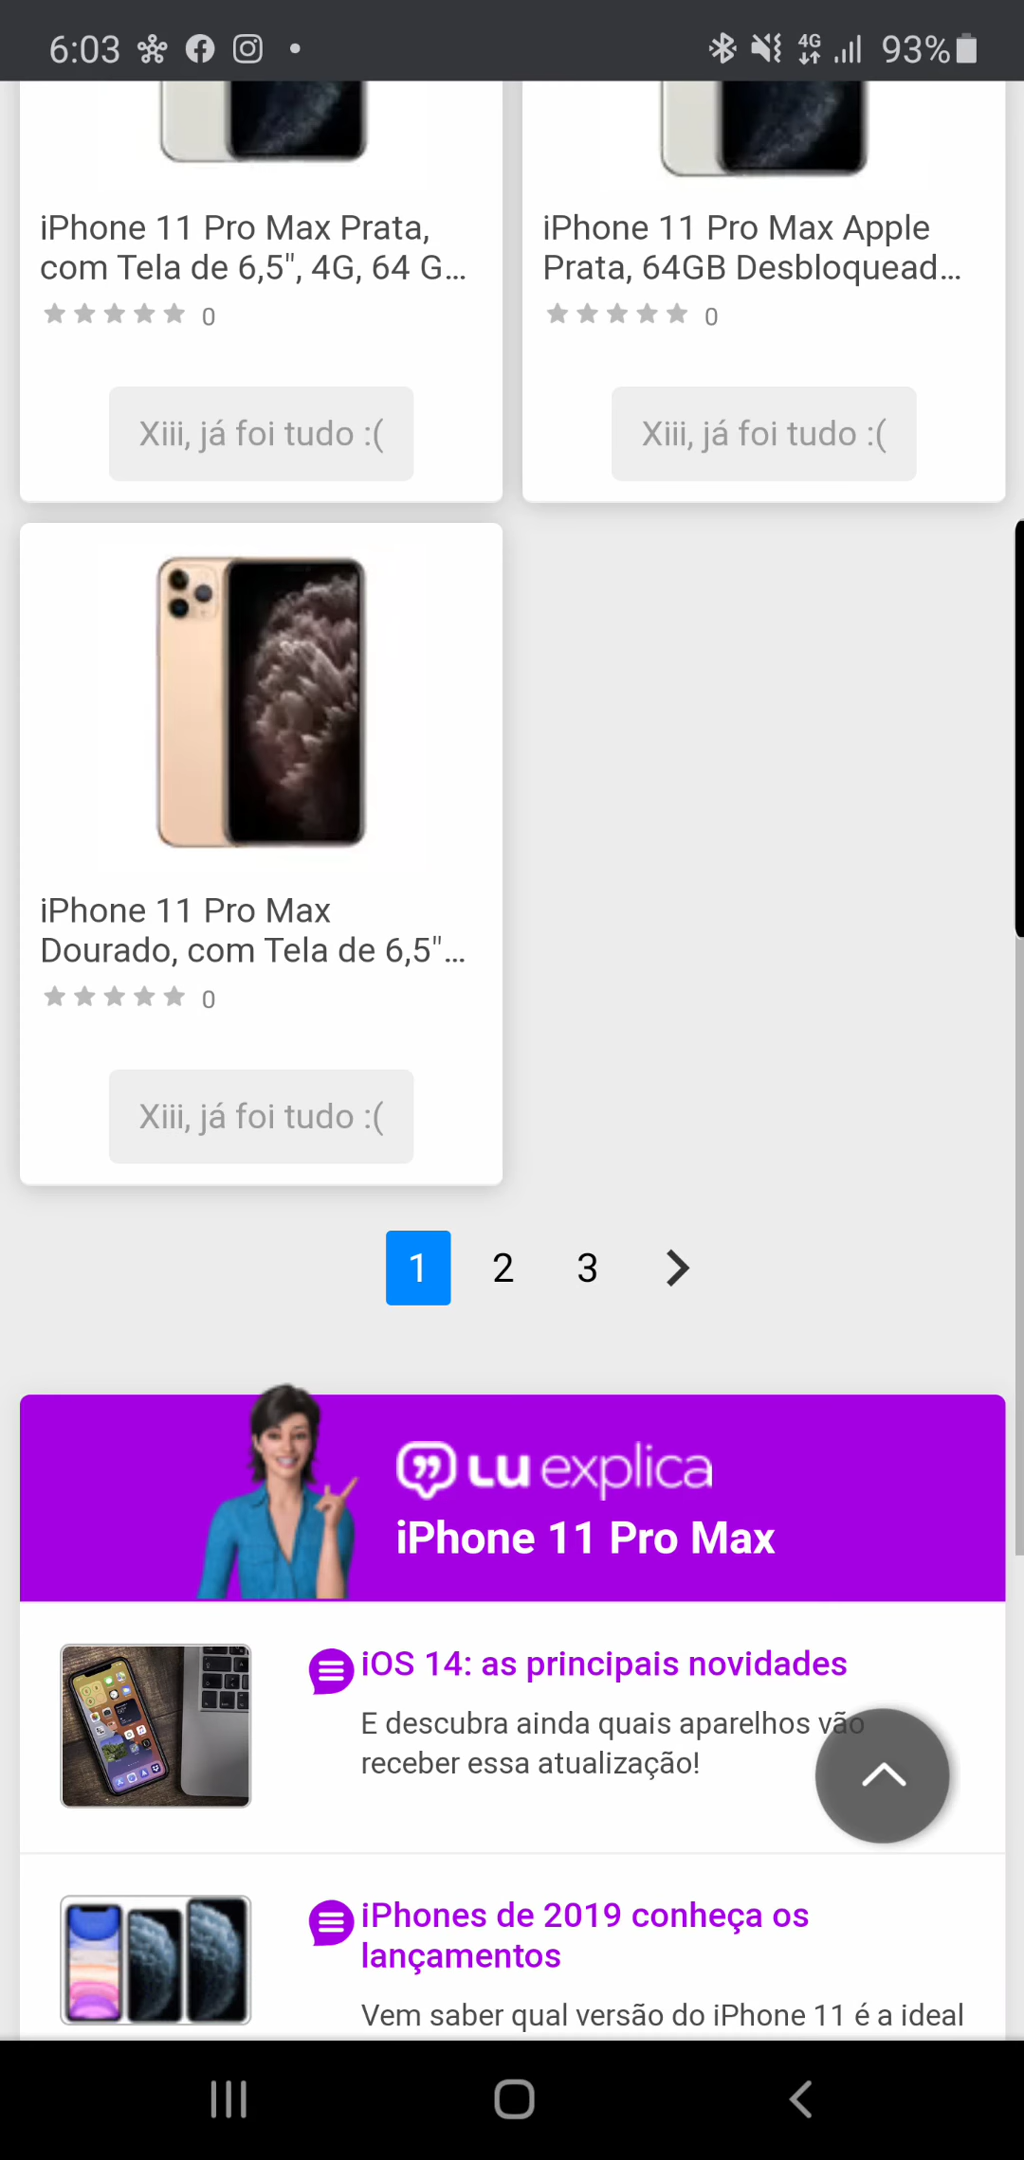 6:03
4G 93%
iPhone 11 Pro Max Prata,
com Tela de 6,5", 4G, 64 G...
0
Xiii, já foi tudo :(
iPhone 11 Pro Max Apple
Prata, 64GB Desbloquead...
0
Xiii, já foi tudo :(
iPhone 11 Pro Max
Dourado, com Tela de 6,5"...
0
Xiii, já foi tudo :(
1 2 3
Lu explica
iPhone 11 Pro Max
iOS 14: as principais novidades
E descubra ainda quais aparelhos vão
receber essa atualização!
iPhones de 2019 conheça os
lançamentos
Vem saber qual versão do iPhone 11 é a ideal